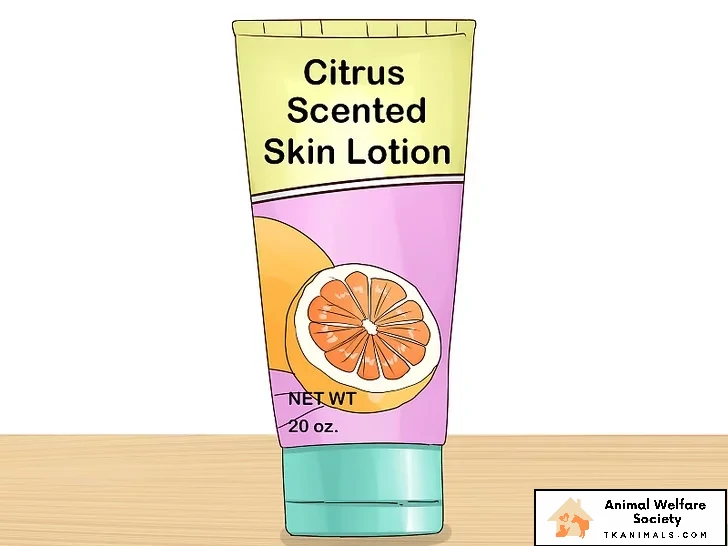 Citrus
Scented
Skin Lotion
NET WT
20 oz.
Animal Welfare
Society
TKANIMALS.COM